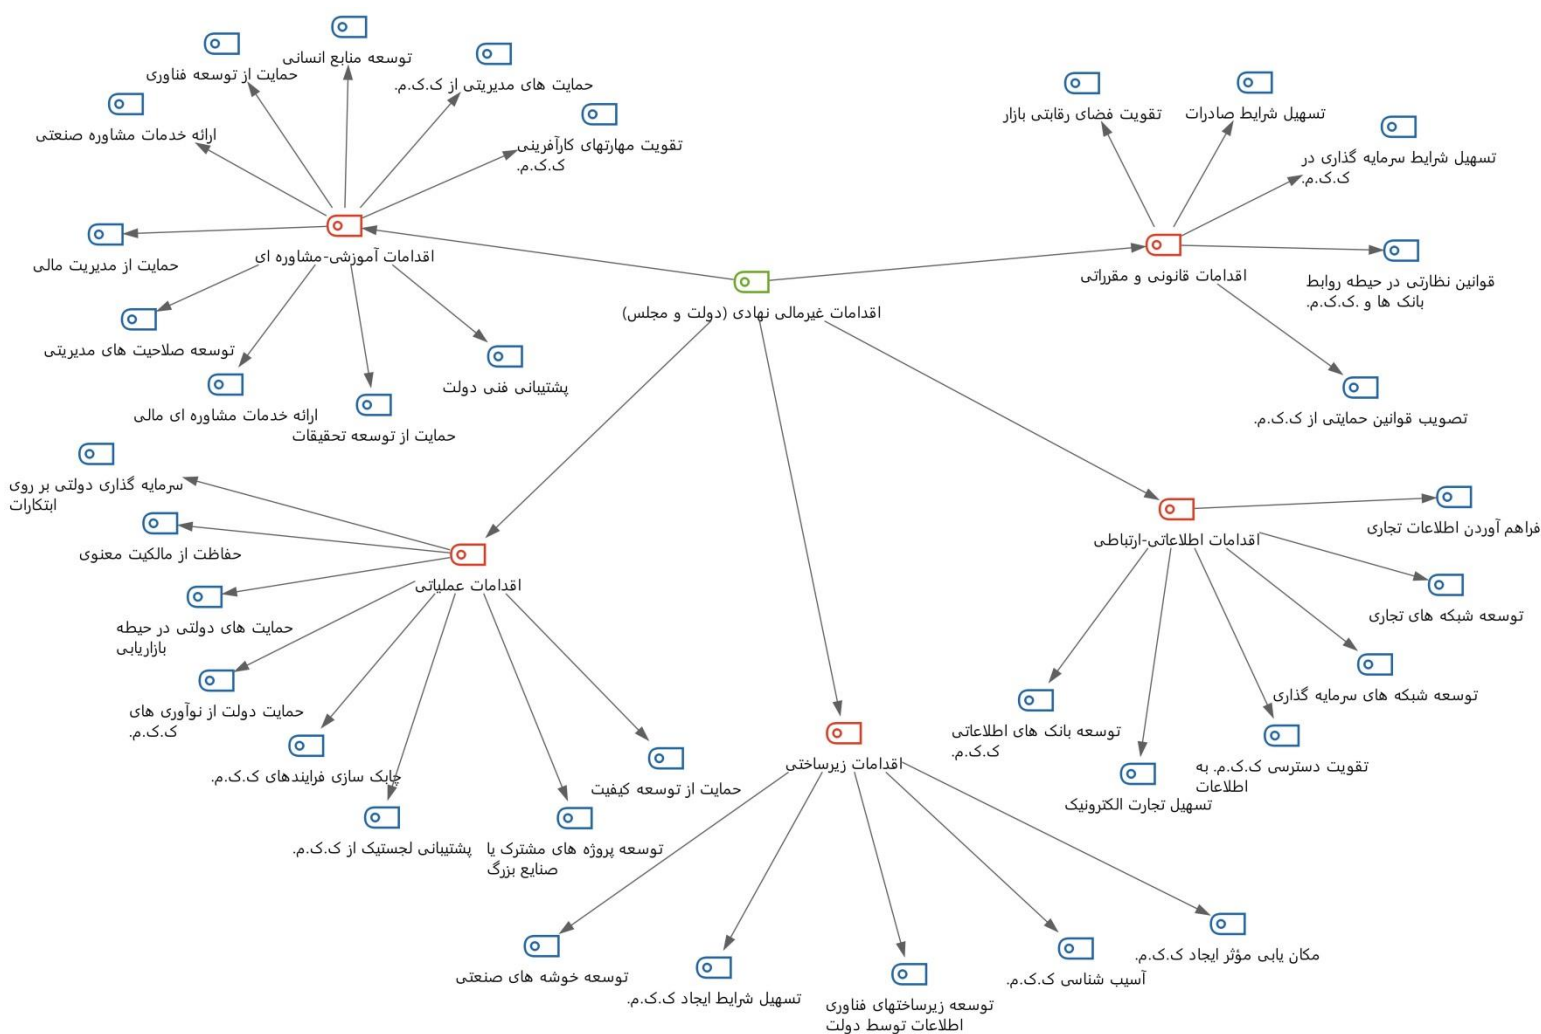 توسعه منابع انسانی
حمایت از توسعه فناوری
حمایت های مدیریتی از ک.ک.م.
ارائه خدمات مشاوره صنعتی
تقویت مهارتهای کارآفرینی
ک.ک.م.
حمایت از مدیریت مالی
اقدامات آموزشی-مشاوره ای
توسعه صلاحیت های مدیریتی
ارائه خدمات مشاوره ای مالی
حمایت از توسعه تحقیقات
پشتیبانی فنی دولت
تقویت فضای رقابتی بازار
تسهیل شرایط صادرات
تسهیل شرایط سرمایه گذاری در
ک.ک.م.
اقدامات قانونی و مقرراتی
قوانین نظارتی در حیطه روابط
بانک ها و .ک.ک.م.
تصویب قوانین حمایتی از ک.ک.م.
اقدامات غیرمالی نهادی (دولت و مجلس)
سرمایه گذاری دولتی بر روی
ابتکارات
حفاظت از مالکیت معنوی
اقدامات عملیاتی
حمایت های دولتی در حیطه
بازاریابی
حمایت دولت از نوآوری های
ک.ک.م.
چابک سازی فرایندهای ک.ک.م.
پشتیبانی لجستیک از ک.ک.م.
توسعه پروژه های مشترک یا
صنایع بزرگ
حمایت از توسعه کیفیت
اقدامات اطلاعاتی-ارتباطی
فراهم آوردن اطلاعات تجاری
توسعه شبکه های تجاری
توسعه شبکه های سرمایه گذاری
تقویت دسترسی ک.ک.م. به
اطلاعات
تسهیل تجارت الکترونیک
توسعه بانک های اطلاعاتی
ک.ک.م.
اقدامات زیرساختی
توسعه خوشه های صنعتی
تسهیل شرایط ایجاد ک.ک.م.
توسعه زیرساختهای فناوری
اطلاعات توسط دولت
آسیب شناسی ک.ک.م.
مکان یابی مؤثر ایجاد ک.ک.م.